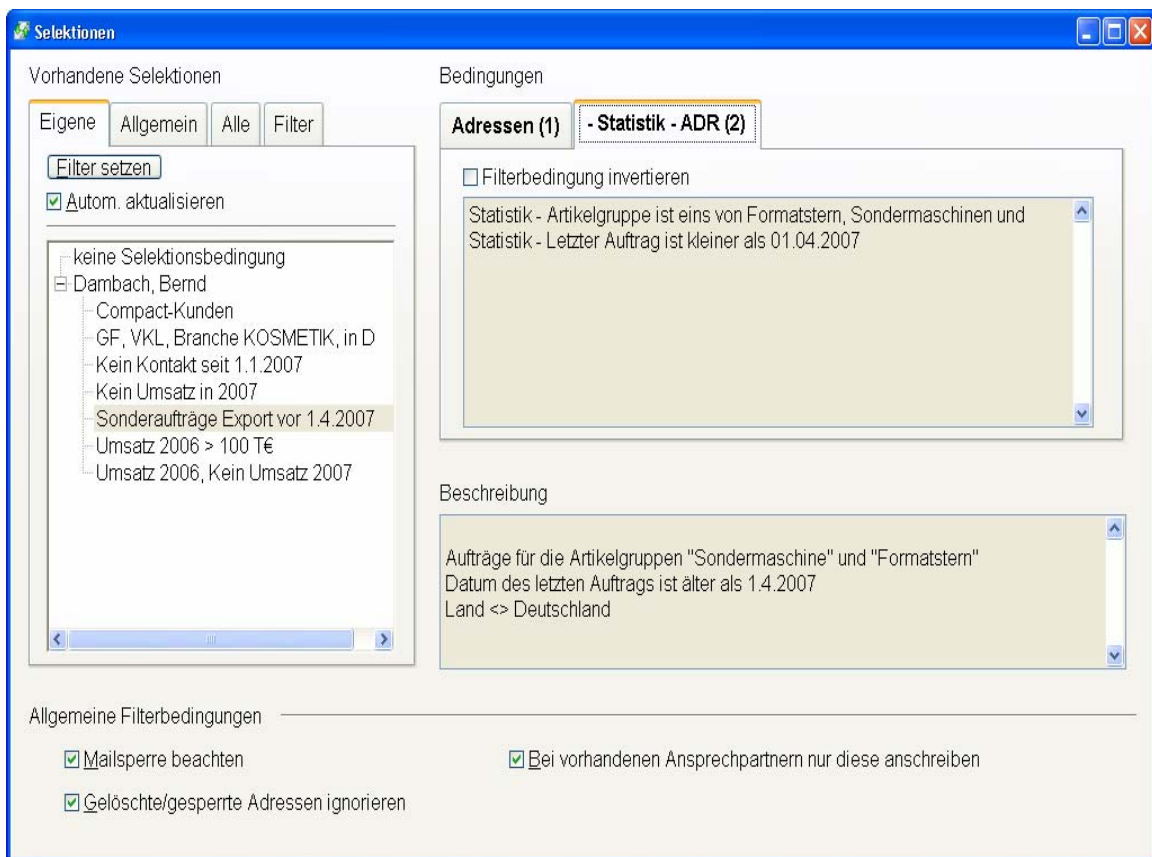 Selektionen
Vorhandene Selektionen
Eigene
Allgemein
Alle
Filter
Filter setzen
Autom. aktualisieren
keine Selektionsbedingung
Dambach, Bernd
Compact-Kunden
GF, VKL, Branche KOSMETIK, in D
Kein Kontakt seit 1.1.2007
Kein Umsatz in 2007
Sonderaufträge Export vor 1.4.2007
Umsatz 2006 > 100 T€
Umsatz 2006, Kein Umsatz 2007
Bedingungen
Adressen (1)
- Statistik - ADR (2)
Filterbedingung invertieren
Statistik - Artikelgruppe ist eins von Formatstern, Sondermaschinen und
Statistik - Letzter Auftrag ist kleiner als 01.04.2007
Beschreibung
Aufträge für die Artikelgruppen "Sondermaschine" und "Formatstern"
Datum des letzten Auftrags ist älter als 1.4.2007
Land <> Deutschland
Allgemeine Filterbedingungen
Mailsperre beachten
Bei vorhandenen Ansprechpartnern nur diese anschreiben
Gelöschte/gesperrte Adressen ignorieren